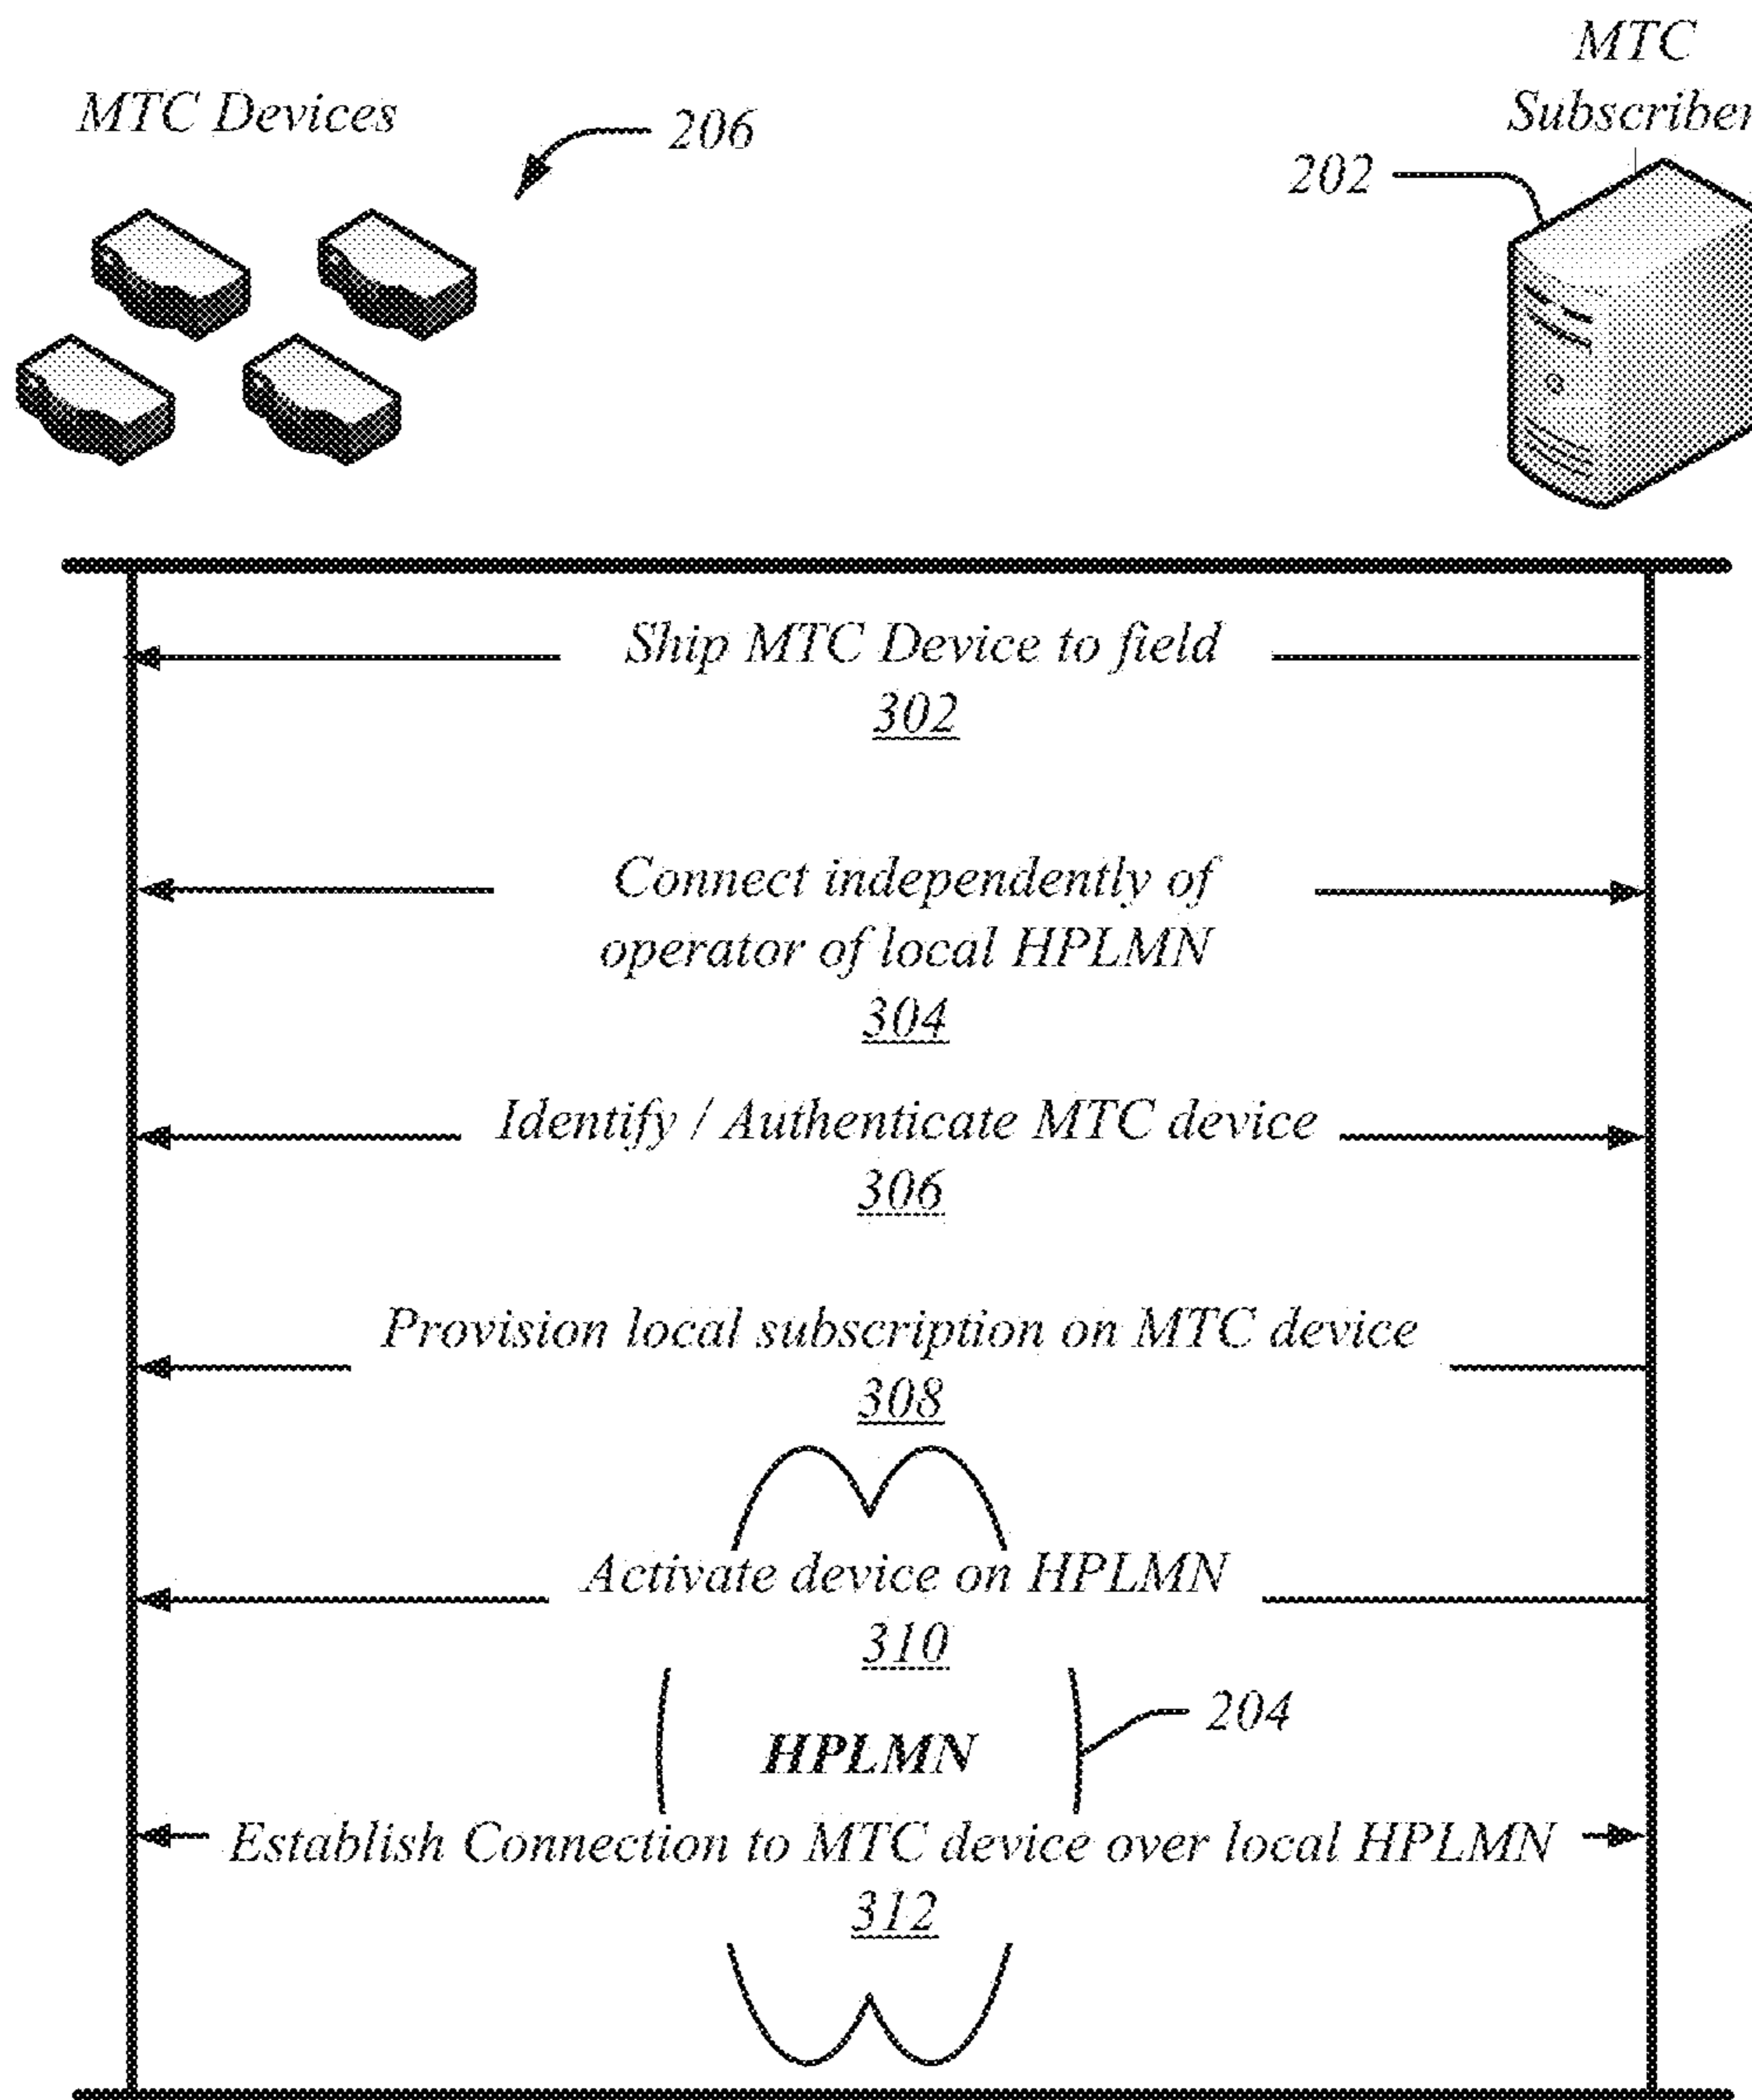 MTC Devices
206
MTC
Subscriber
202
Ship MTC Device to field
302
Connect independently of
operator of local HPLMN
304
Identify / Authenticate MTC device
306
Provision local subscription on MTC device
308
Activate device on HPLMN
310
204
HPLMN
Establish Connection to MTC device over local HPLMN
312